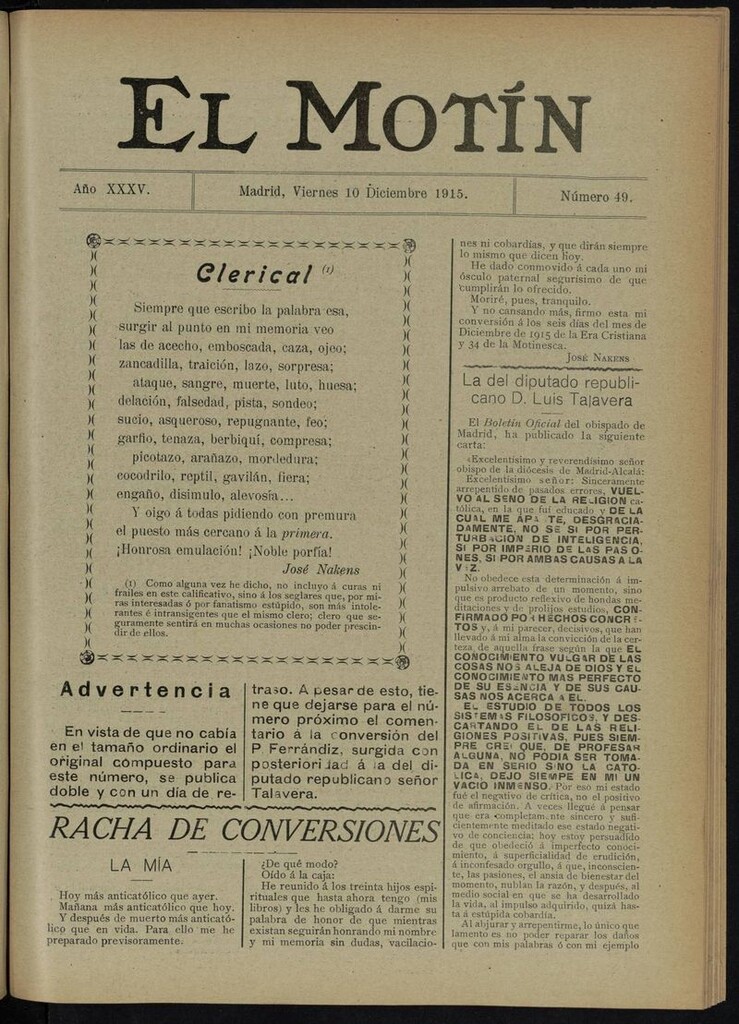 EL MOTÍN
Año XXXV.
Madrid, Viernes 10 Diciembre 1915.
Número 49.
Clerical (1)
Siempre que escribo la palabra esa,
surgir al punto en mi memoria veo
las de acecho, emboscada, caza, ojeo;
zancadilla, traición, lazo, sorpresa;
ataque, sangre, muerte, luto, huesa;
delación, falsedad, pista, sondeo;
sucio, asqueroso, repugnante, feo;
garfio, tenaza, berbiquí, compresa;
picotazo, arañazo, mordedura;
cocodrilo, reptil, gavilán, fiera;
engaño, disimulo, alevosía...
Y oigo á todas pidiendo con premura
el puesto más cercano á la primera.
¡Honrosa emulación! ¡Noble porfía!
José Nakens
(1) Como alguna vez he dicho, no incluyo á curas ni
frailes en este calificativo, sino á los seglares que, por mi-
ras interesadas ó por fanatismo estúpido, son más intole-
rantes é intransigentes que el mismo clero; clero que se-
guramente sentirá en muchas ocasiones no poder prescin-
dir de ellos.
Advertencia
En vista de que no cabía
en el tamaño ordinario el
original compuesto para
este número, se publica
doble y con un día de re-
traso. A pesar de esto, tie-
ne que dejarse para el nú-
mero próximo el comen-
tario á la conversión del
P. Ferrándiz, surgida con
posterioridad á la del di-
putado republicano señor
Talavera.
RACHA DE CONVERSIONES
LA MÍA
Hoy más anticatólico que ayer.
Mañana más anticatólico que hoy.
Y después de muerto más anticató-
lico que en vida. Para ello me he
preparado previsoramente.
¿De qué modo?
Oído á la caja:
He reunido á los treinta hijos espi-
rituales que hasta ahora tengo (mis
libros) y les he obligado á darme su
palabra de honor de que mientras
existan seguirán honrando mi nombre
y mi memoria sin dudas, vacilacio-
nes ni cobardías, y que dirán siempre
lo mismo que dicen hoy.
He dado conmovido á cada uno mi
ósculo paternal segurísimo de que
cumplirán lo ofrecido.
Moriré, pues, tranquilo.
Y no cansando más, firmo esta mi
conversión á los seis días del mes de
Diciembre de 1915 de la Era Cristiana
y 34 de la Motinesca.
JOSÉ NAKENS
La del diputado republi-
cano D. Luis Talavera
El Boletín Oficial del obispado de
Madrid, ha publicado la siguiente
carta:
«Excelentísimo y reverendísimo señor
obispo de la diócesis de Madrid-Alcalá:
Excelentísimo señor: Sinceramente
arrepentido de pasados errores, VUEL-
VO AL SENO DE LA RELIGION ca-
tólica, en la que fui educado y DE LA
CUAL ME APA TE, DESGRACIA-
DAMENTE, NO SE SI POR PER-
TURBACION DE INTELIGENCIA,
SI POR IMPERIO DE LAS PASIO-
NES, SI POR AMBAS CAUSAS A LA
V Z.
No obedece esta determinación á im-
pulsivo arrebato de un momento, sino
que es producto reflexivo de hondas me-
ditaciones y de prolijos estudios, CON-
FIRMADO POR HECHOS CONCR -
TOS y, á mi parecer, decisivos, que han
llevado á mi alma la convicción de la cer-
teza de aquella frase según la que EL
CONOCIMIENTO VULGAR DE LAS
COSAS NOS ALEJA DE DIOS Y EL
CONOCIMIENTO MAS PERFECTO
DE SU ESENCIA Y DE SUS CAU-
SAS NOS ACERCA A EL.
EL ESTUDIO DE TODOS LOS
SISTEMAS FILOSOFICOS, Y DES-
CARTANDO EL DE LAS RELI-
GIONES POSITIVAS, PUES SIEM-
PRE CREI QUE, DE PROFESAR
ALGUNA, NO PODIA SER TOMA-
DA EN SERIO SINO LA CATO-
LICA, DEJO SIEMPE EN MI UN
VACIO INMENSO. Por eso mi estado
fué el negativo de crítica, no el positivo
de afirmación. A veces llegué á pensar
que era completamente sincero y sufi-
cientemente meditado ese estado negati-
vo de conciencia; hoy estoy persuadido
de que obedeció á imperfecto conoci-
miento, á superficialidad de erudición,
á inconfesado orgullo, á que, inconscien-
te, las pasiones, el ansia de bienestar del
momento, nublan la razón, y después, al
medio social en que se ha desarrollado
la vida, al impulso adquirido, quizá has-
ta á estúpida cobardía.
Al abjurar y arrepentirme, lo único que
lamento es no poder reparar los daños
que con mis palabras ó con mi ejemplo